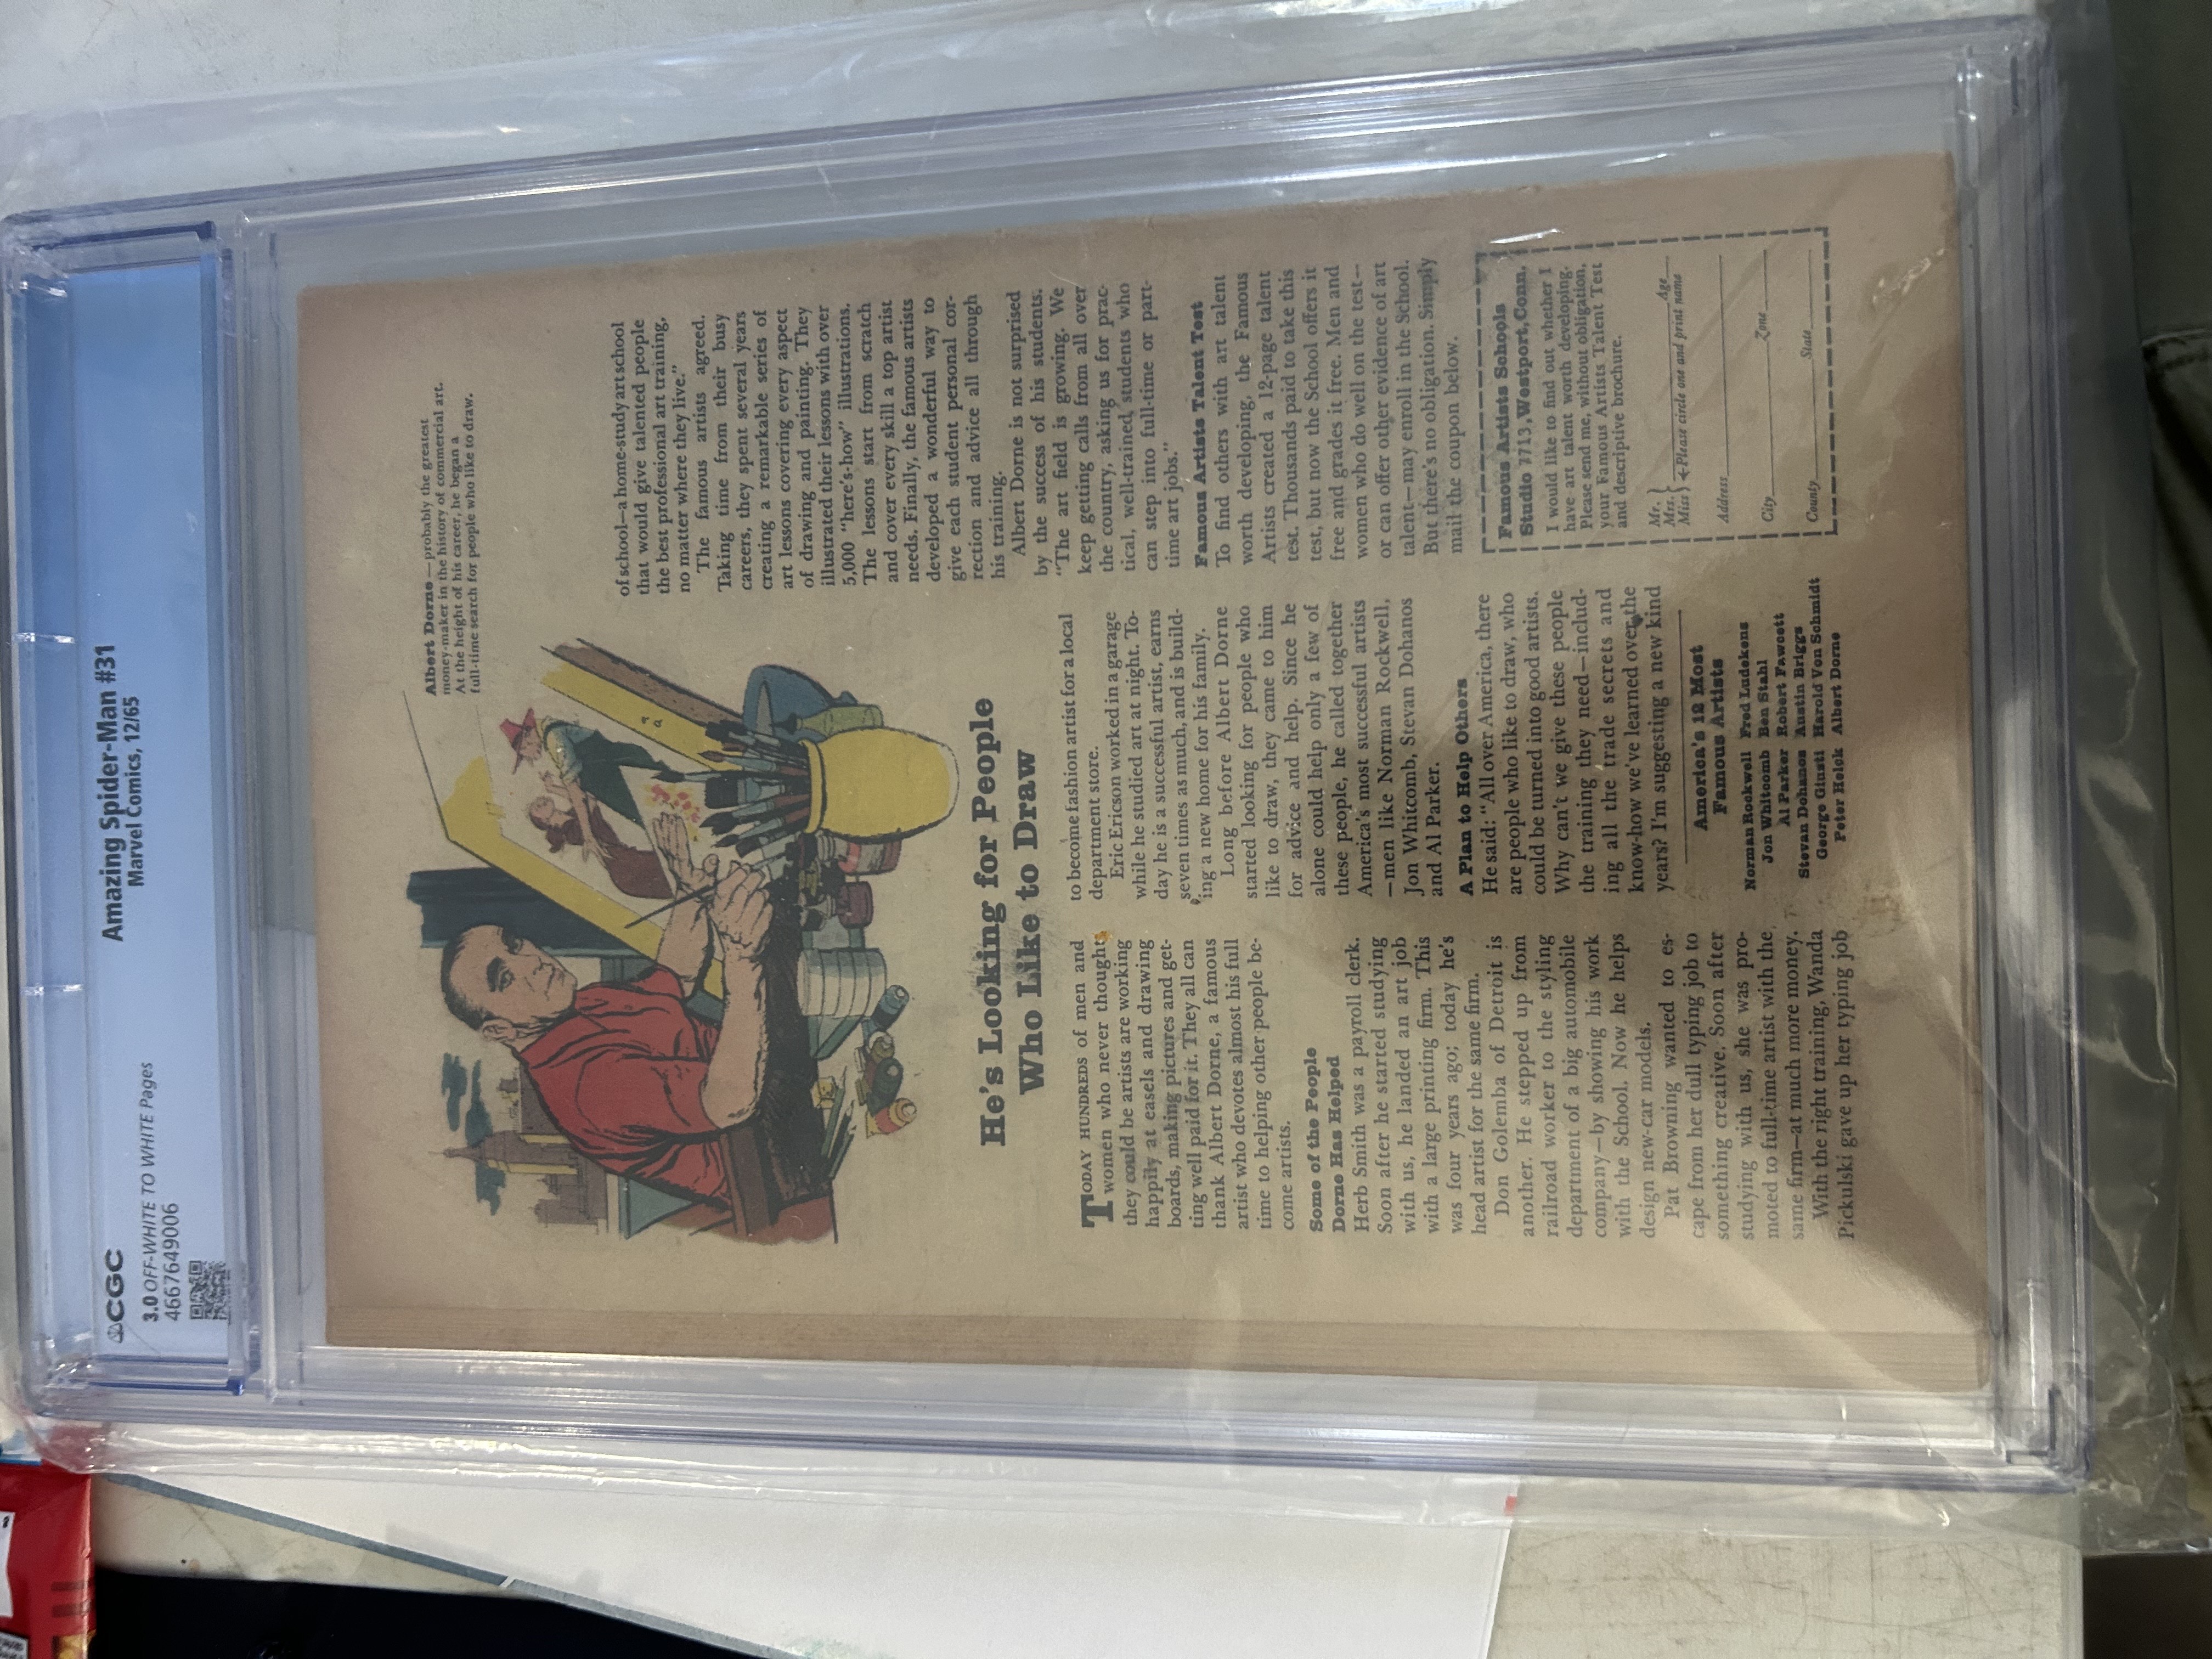 CGC
3.0 OFF-WHITE TO WHITE Pages
4667649006
Amazing Spider-Man #31
Marvel Comics, 12/65
Albert Dorne — probably the greatest
money-maker in the history of commercial art.
At the height of his career, he began a
full-time search for people who like to draw.
He's Looking for People
Who Like to Draw
TODAY HUNDREDS of men and
women who never thought
they could be artists are working
happily at easels and drawing
boards, making pictures and get-
ting well paid for it. They all can
thank Albert Dorne, a famous
artist who devotes almost his full
time to helping other people be-
come artists.
Some of the People
Dorne Has Helped
Herb Smith was a payroll clerk.
Soon after he started studying
with us, he landed an art job
with a large printing firm. This
was four years ago; today he's
head artist for the same firm.
Don Golemba of Detroit is
another. He stepped up from
railroad worker to the styling
department of a big automobile
company—by showing his work
with the School. Now he helps
design new-car models.
Pat Browning wanted to es-
cape from her dull typing job to
something creative. Soon after
studying with us, she was pro-
moted to full-time artist with the
same firm—at much more money.
With the right training, Wanda
Pickulski gave up her typing job
to become fashion artist for a local
department store.
Eric Ericson worked in a garage
while he studied art at night. To-
day he is a successful artist, earns
seven times as much, and is build-
ing a new home for his family.
Long before Albert Dorne
started looking for people who
like to draw, they came to him
for advice and help. Since he
alone could help only a few of
these people, he called together
America's most successful artists
—men like Norman Rockwell,
Jon Whitcomb, Stevan Dohanos
and Al Parker.
A Plan to Help Others
He said: "All over America, there
are people who like to draw, who
could be turned into good artists.
Why can't we give these people
the training they need—includ-
ing all the trade secrets and
know-how we've learned over the
years? I'm suggesting a new kind
America's 12 Most
Famous Artists
Norman Rockwell Fred Ludekens
Jon Whitcomb Ben Stahl
Al Parker Robert Fawcett
Stevan Dohanos Austin Briggs
George Giusti Harold Von Schmidt
Peter Helck Albert Dorne
of school—a home-study art school
that would give talented people
the best professional art training,
no matter where they live."
The famous artists agreed.
Taking time from their busy
careers, they spent several years
creating a remarkable series of
art lessons covering every aspect
of drawing and painting. They
illustrated their lessons with over
5,000 "here's-how" illustrations.
The lessons start from scratch
and cover every skill a top artist
needs. Finally, the famous artists
developed a wonderful way to
give each student personal cor-
rection and advice all through
his training.
Albert Dorne is not surprised
by the success of his students.
"The art field is growing. We
keep getting calls from all over
the country, asking us for prac-
tical, well-trained students who
can step into full-time or part-
time art jobs."
Famous Artists Talent Test
To find others with art talent
worth developing, the Famous
Artists created a 12-page talent
test. Thousands paid to take this
test, but now the School offers it
free and grades it free. Men and
women who do well on the test—
or can offer other evidence of art
talent—may enroll in the School.
But there's no obligation. Simply
mail the coupon below.
Famous Artists Schools
Studio 7713, Westport, Conn.
I would like to find out whether I
have art talent worth developing.
Please send me, without obligation,
your Famous Artists Talent Test
and descriptive brochure.
Mr.
Mrs.
Miss
Age
Please circle one and print name
Address
City Zone
County State